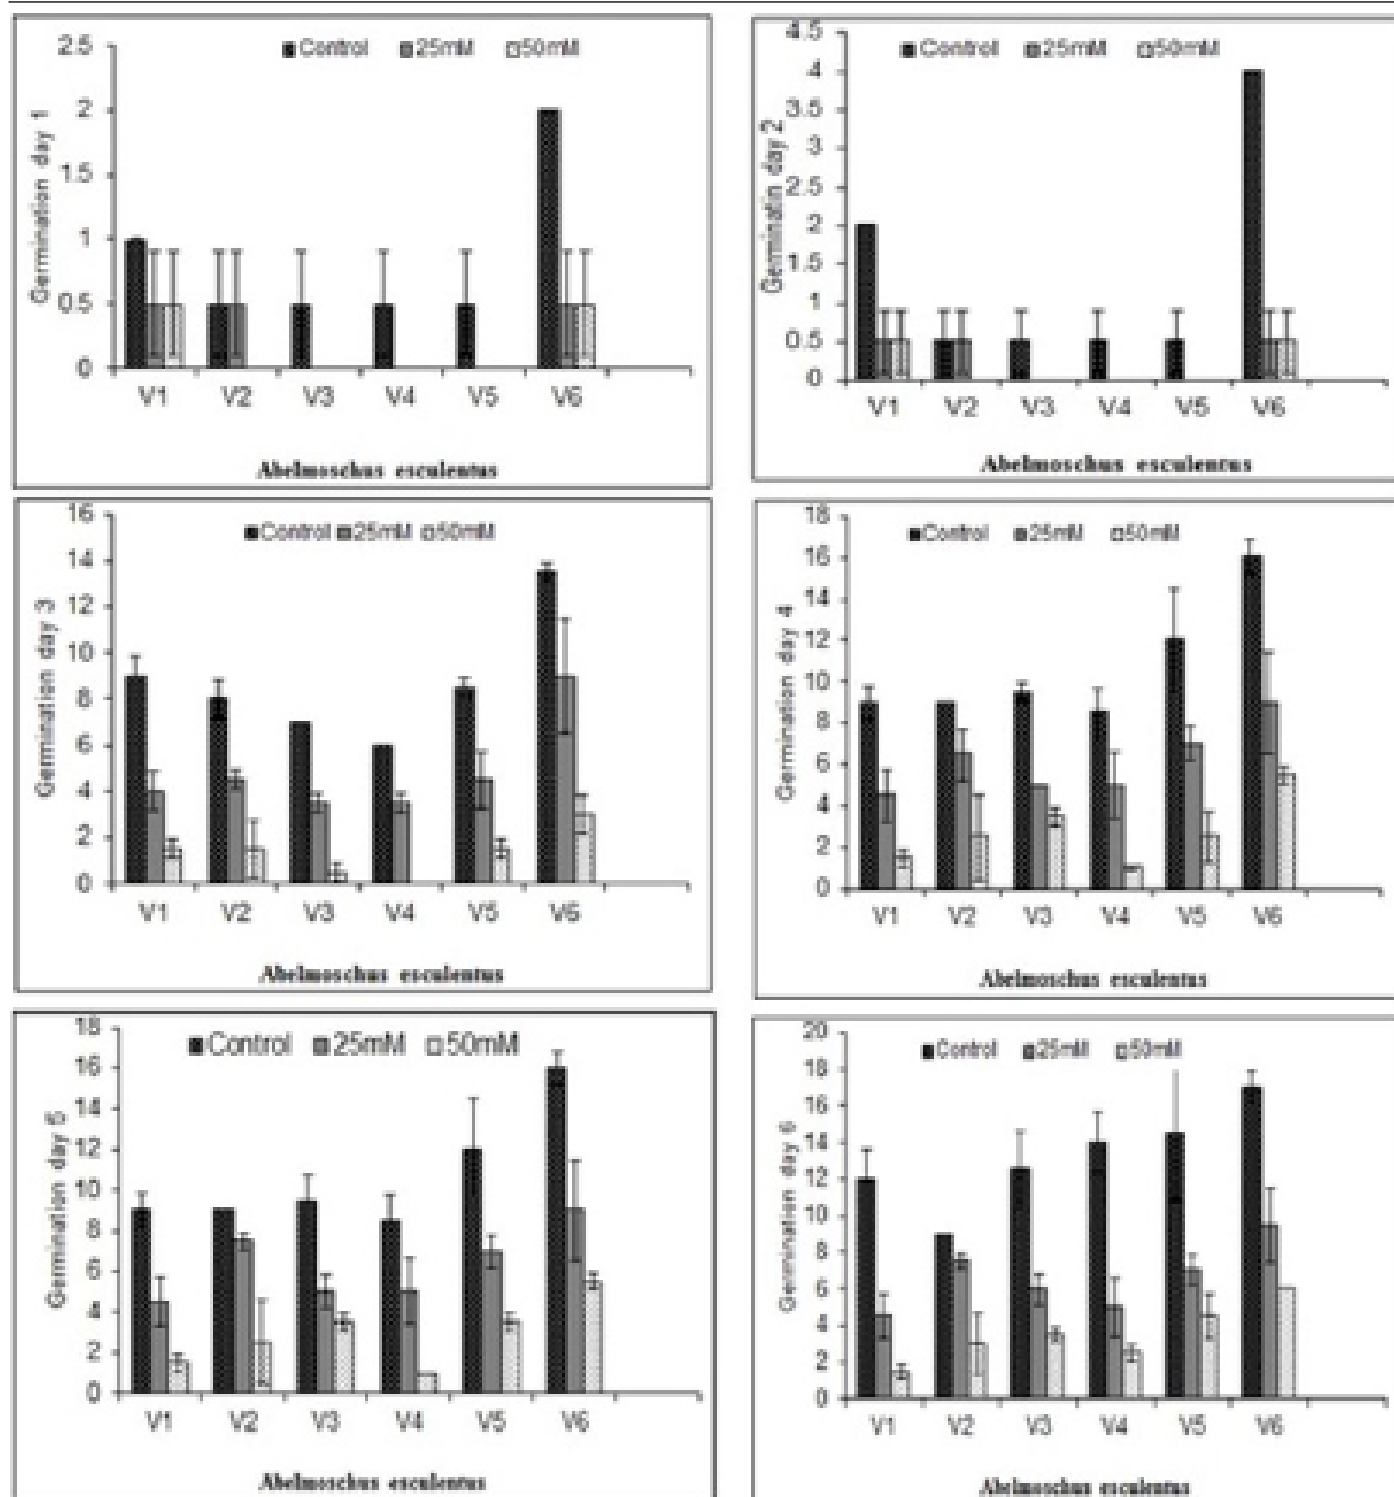 Control 25mM 50mM
Germination day 1
2.5
2
1.5
1
0.5
0
V1 V2 V3 V4 V5 V6
Abelmoschus esculentus
Control 25mM 50mM
Germinatin day 2
4.5
4
3.5
3
2.5
2
1.5
1
0.5
0
V1 V2 V3 V4 V5 V6
Abelmoschus esculentus
Control 25mM 50mM
Germination day 3
16
14
12
10
8
6
4
2
0
V1 V2 V3 V4 V5 V6
Abelmoschus esculentus
Control 25mM 50mM
Germination day 4
18
16
14
12
10
8
6
4
2
0
V1 V2 V3 V4 V5 V6
Abelmoschus esculentus
Control 25mM 50mM
Germination day 5
18
16
14
12
10
8
6
4
2
0
V1 V2 V3 V4 V5 V6
Abelmoschus esculentus
Control 25mM 50mM
Germination day 6
20
18
16
14
12
10
8
6
4
2
0
V1 V2 V3 V4 V5 V6
Abelmoschus esculentus